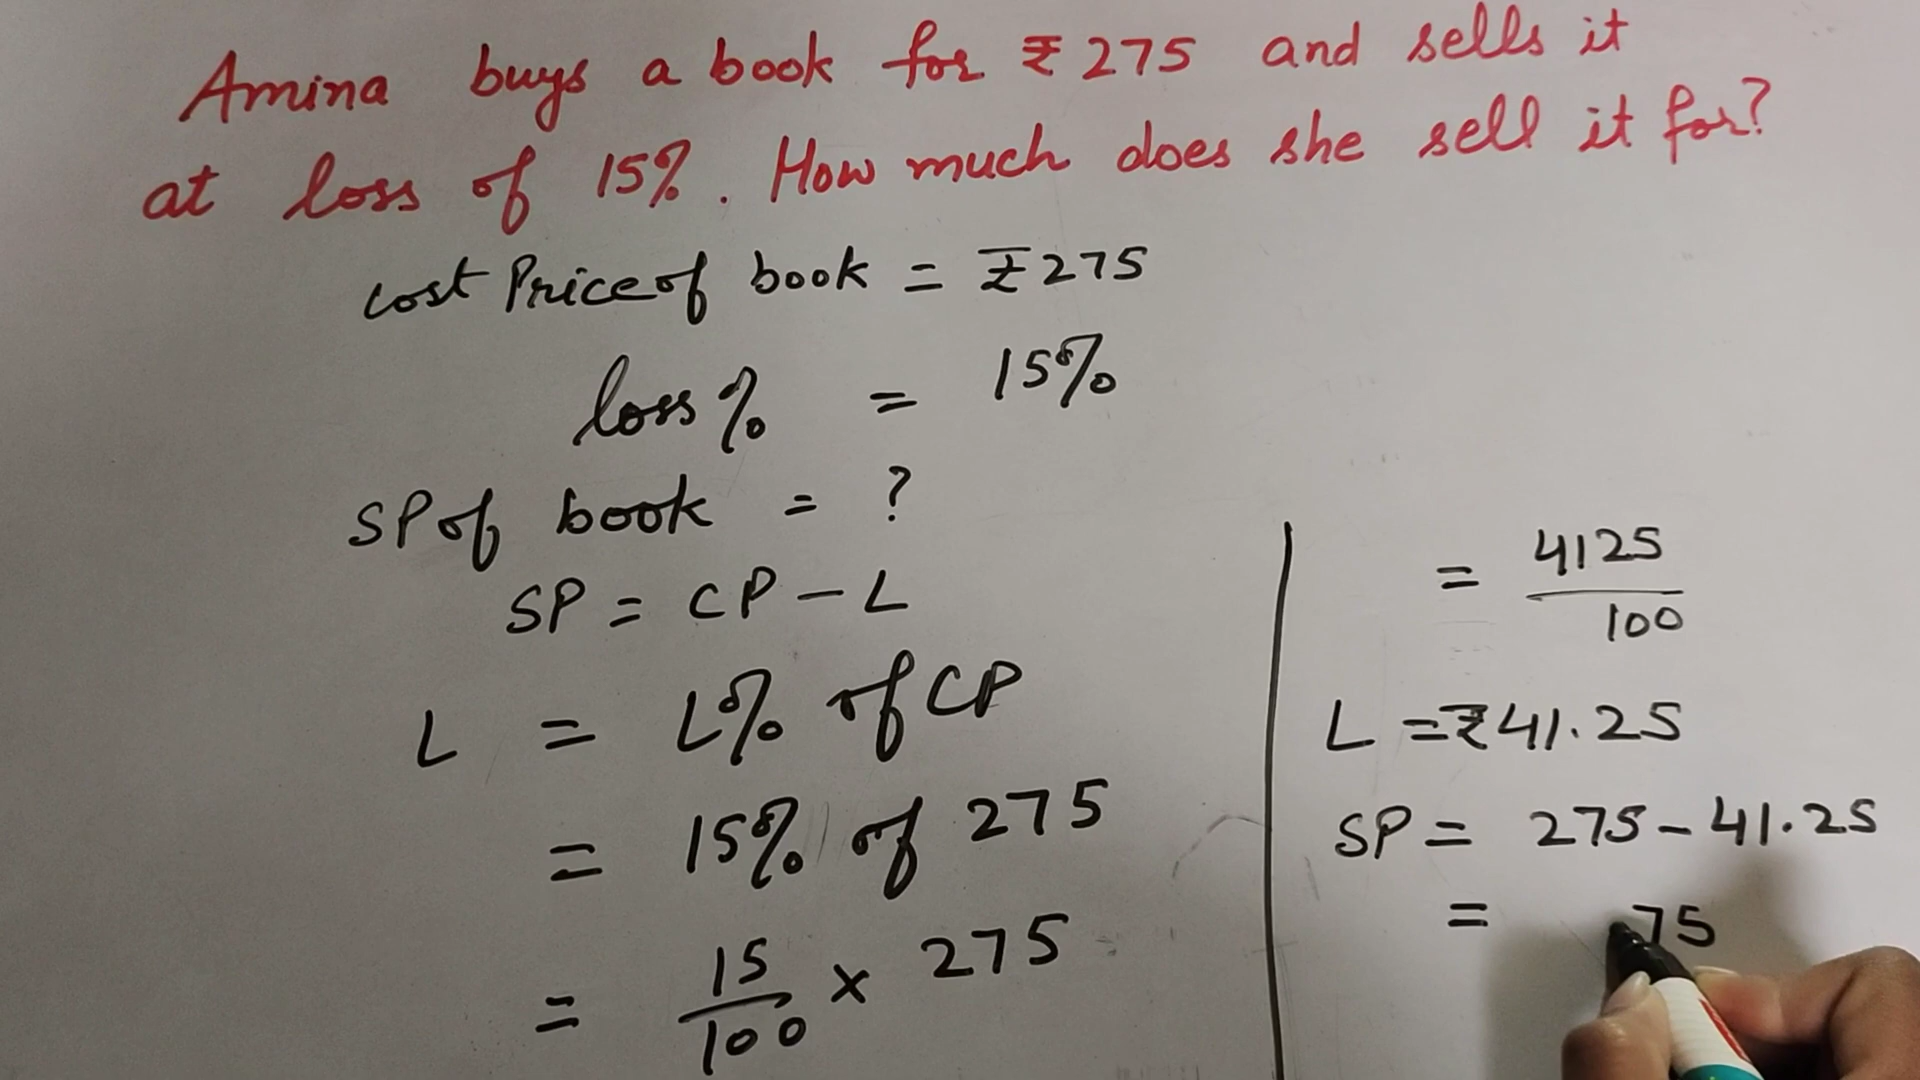 Amina buys a book for ₹275 and sells it
at loss of 15%. How much does she sell it for?
cost Price of book = ₹275
loss% = 15%
SP of book = ?
SP = CP - L
L = L% of CP
= 15% of 275
= 15/100 × 275
= 4125/100
L = ₹41.25
SP = 275 - 41.25
= 75